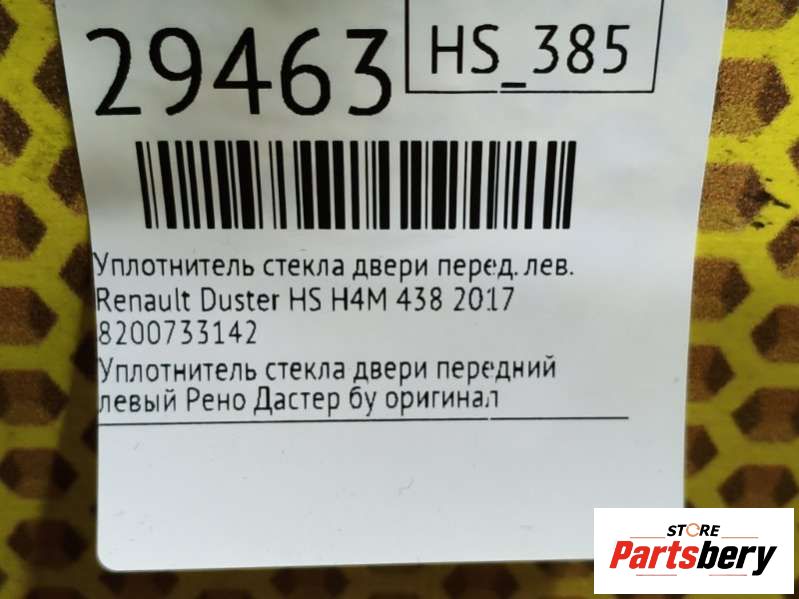 29463
HS_385
Уплотнитель стекла двери перед. лев.
Renault Duster HS H4M 438 2017
8200733142
Уплотнитель стекла двери передний
левый Рено Дастер бу оригинал
STORE
Partsbery